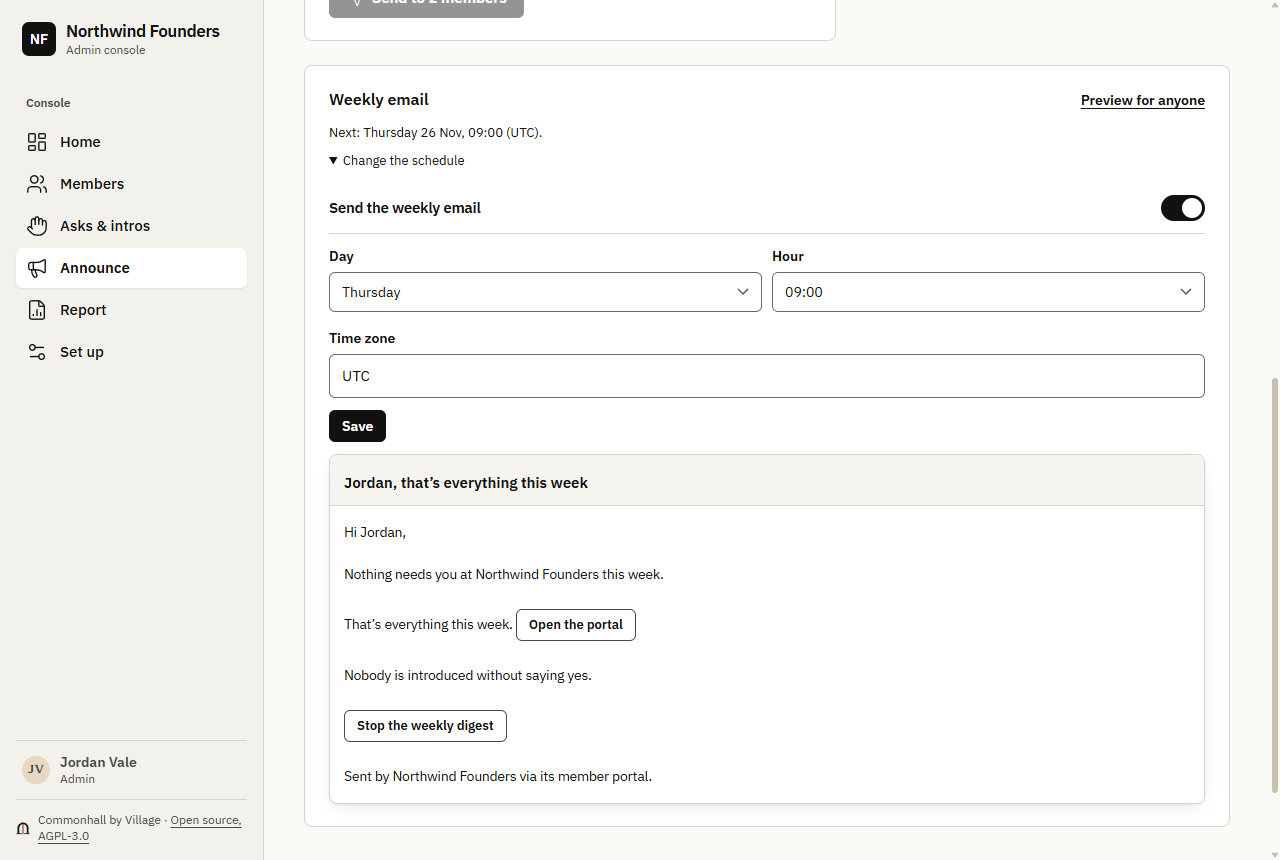 NF
Northwind Founders
Admin console
Console
Home
Members
Asks & intros
Announce
Report
Set up
Jordan Vale
JV
Admin
Commonhall by Village · Open source,
AGPL-3.0
Send to 2 members
Weekly email
Preview for anyone
Next: Thursday 26 Nov, 09:00 (UTC).
Change the schedule
Send the weekly email
Day
Hour
Thursday
09:00
Time zone
UTC
Save
Jordan, that’s everything this week
Hi Jordan,
Nothing needs you at Northwind Founders this week.
That’s everything this week. Open the portal
Nobody is introduced without saying yes.
Stop the weekly digest
Sent by Northwind Founders via its member portal.